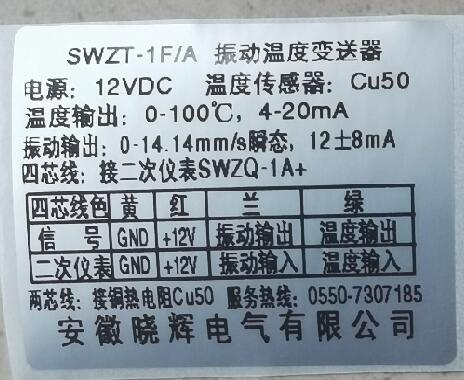 SWZT-1F/A 振动温度变送器
电源：12VDC 温度传感器：Cu50
温度输出：0-100℃，4-20mA
振动输出：0-14.14mm/s瞬态，12±8mA
四芯线：接二次仪表SWZQ-1A+
四芯线色 黄 红 兰 绿
信号 GND +12V 振动输出 温度输出
二次仪表 GND +12V 振动输入 温度输入
两芯线：接铜热电阻Cu50 服务热线：0550-7307185
安徽晓辉电气有限公司